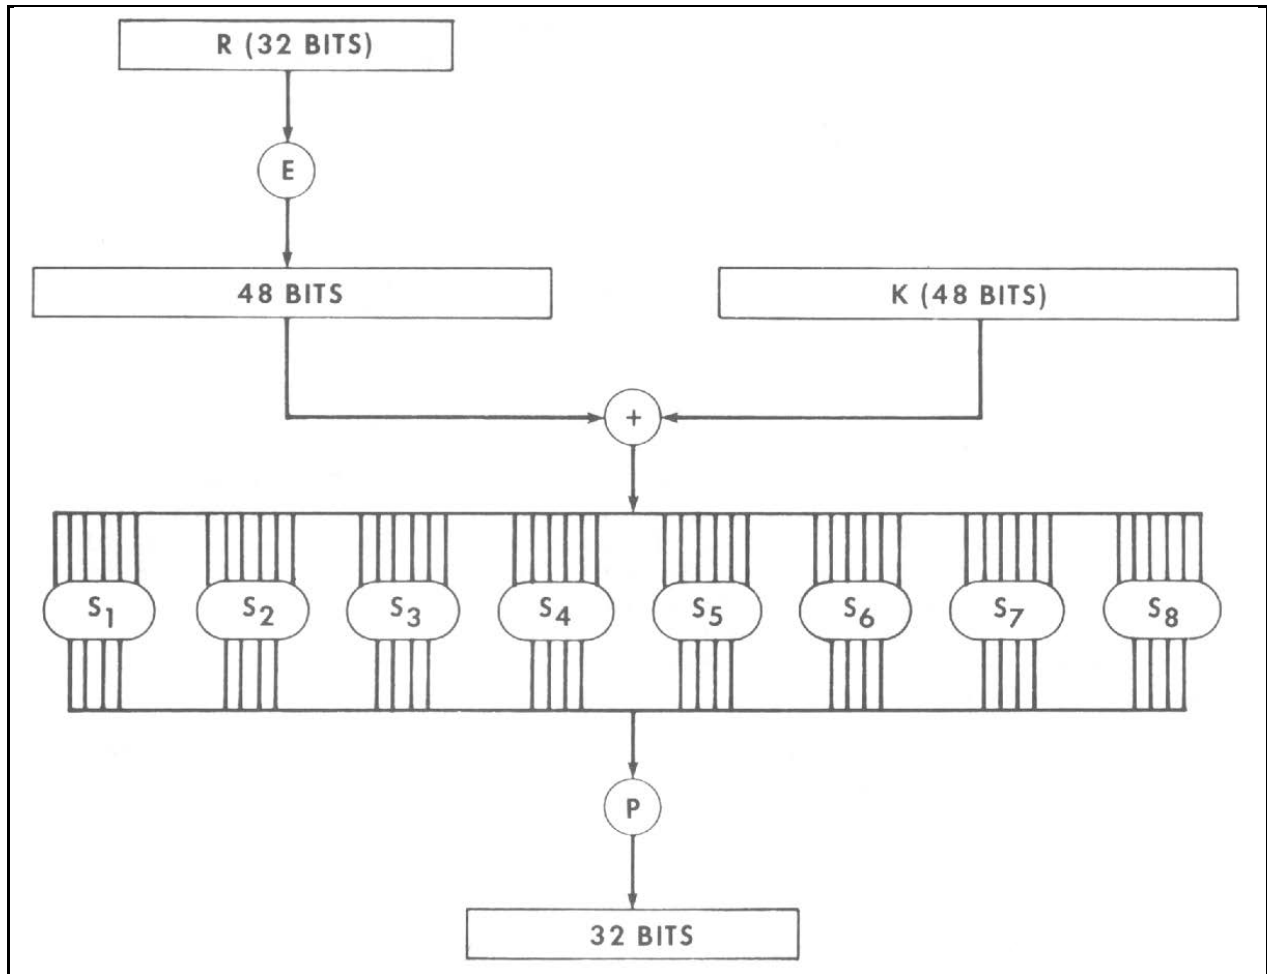 R (32 BITS)
E
48 BITS
K (48 BITS)
+
S1 S2 S3 S4 S5 S6 S7 S8
P
32 BITS